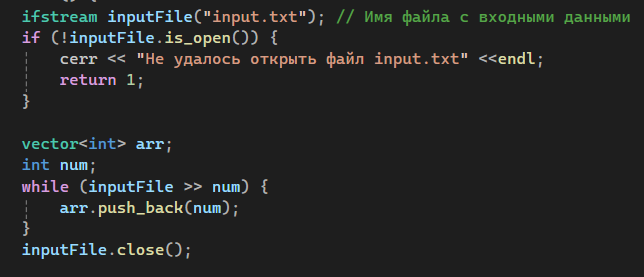 ifstream inputFile("input.txt"); // Имя файла с входными данными
if (!inputFile.is_open()) {
    cerr << "Не удалось открыть файл input.txt" <<endl;
    return 1;
}
vector<int> arr;
int num;
while (inputFile >> num) {
    arr.push_back(num);
}
inputFile.close();